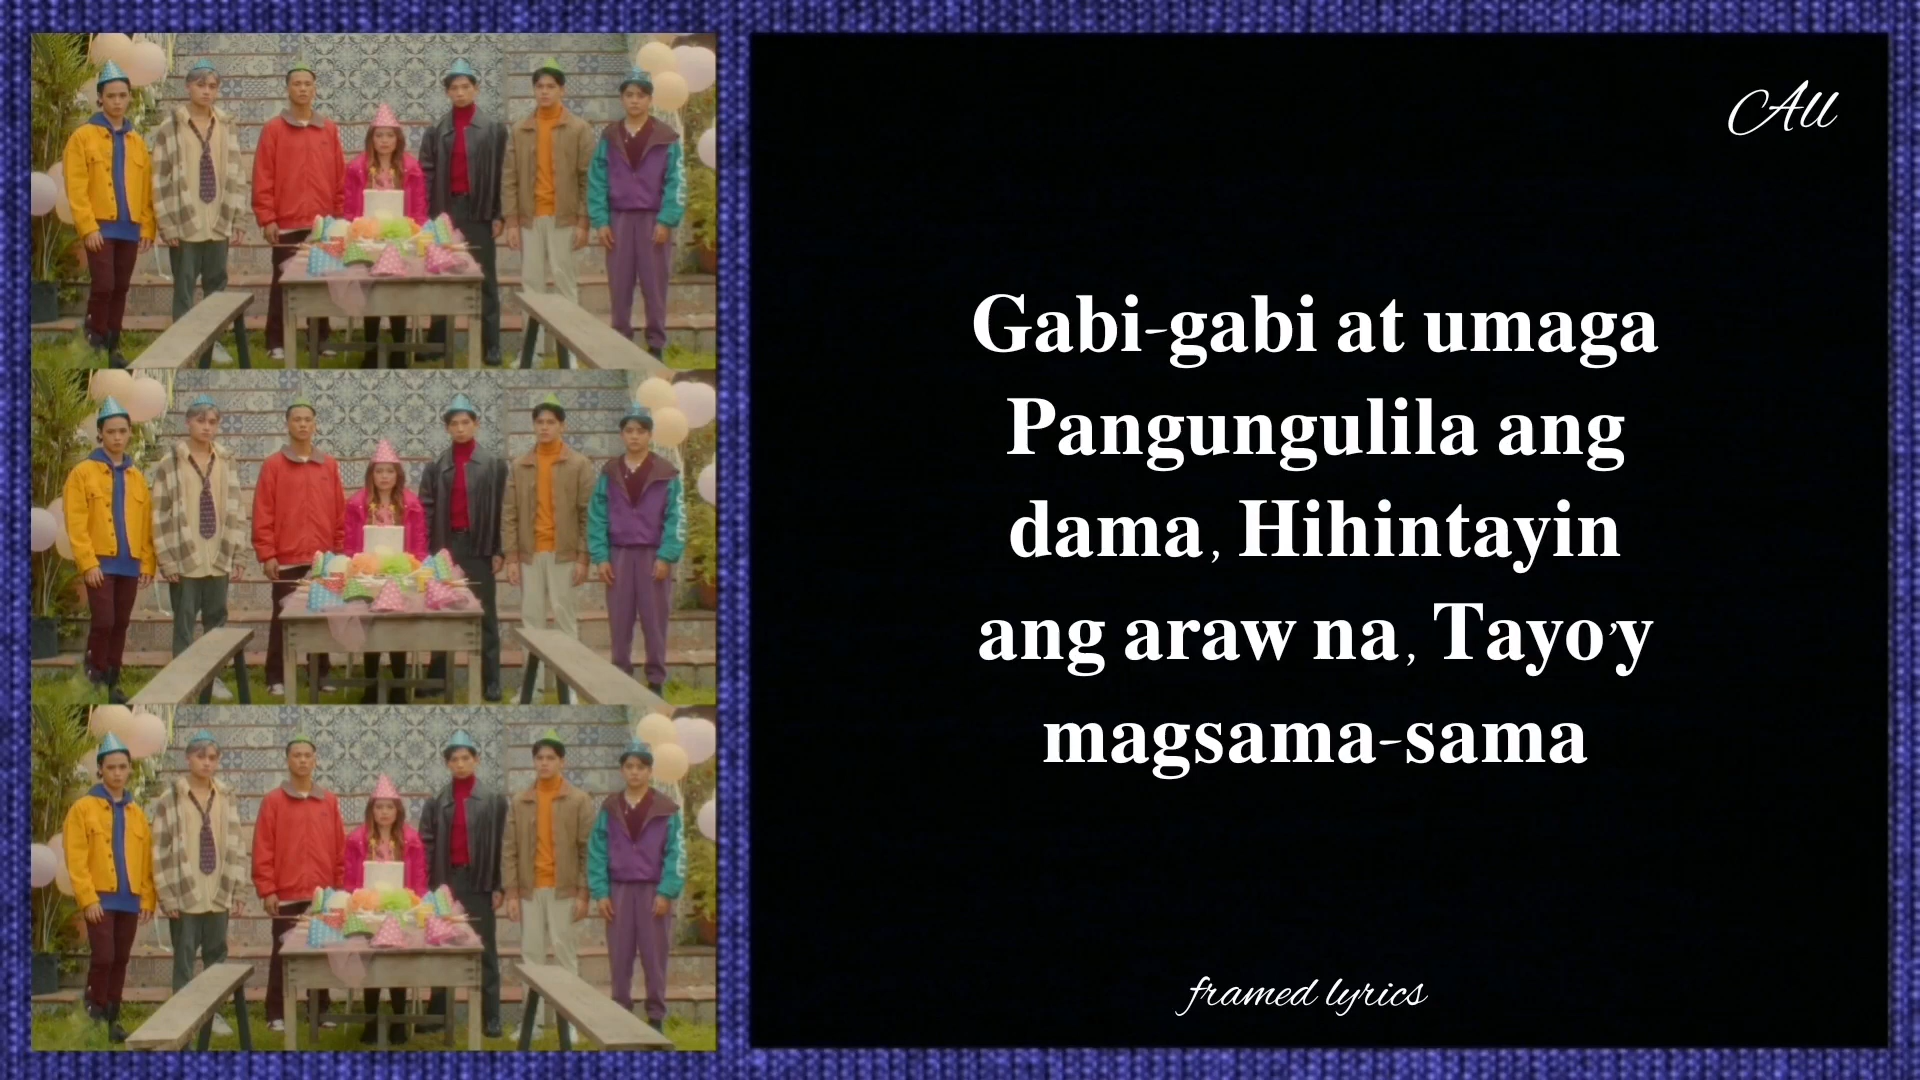 All
Gabi-gabi at umaga
Pangungulila ang
dama, Hihintayin
ang araw na, Tayo'y
magsama-sama
framed lyrics